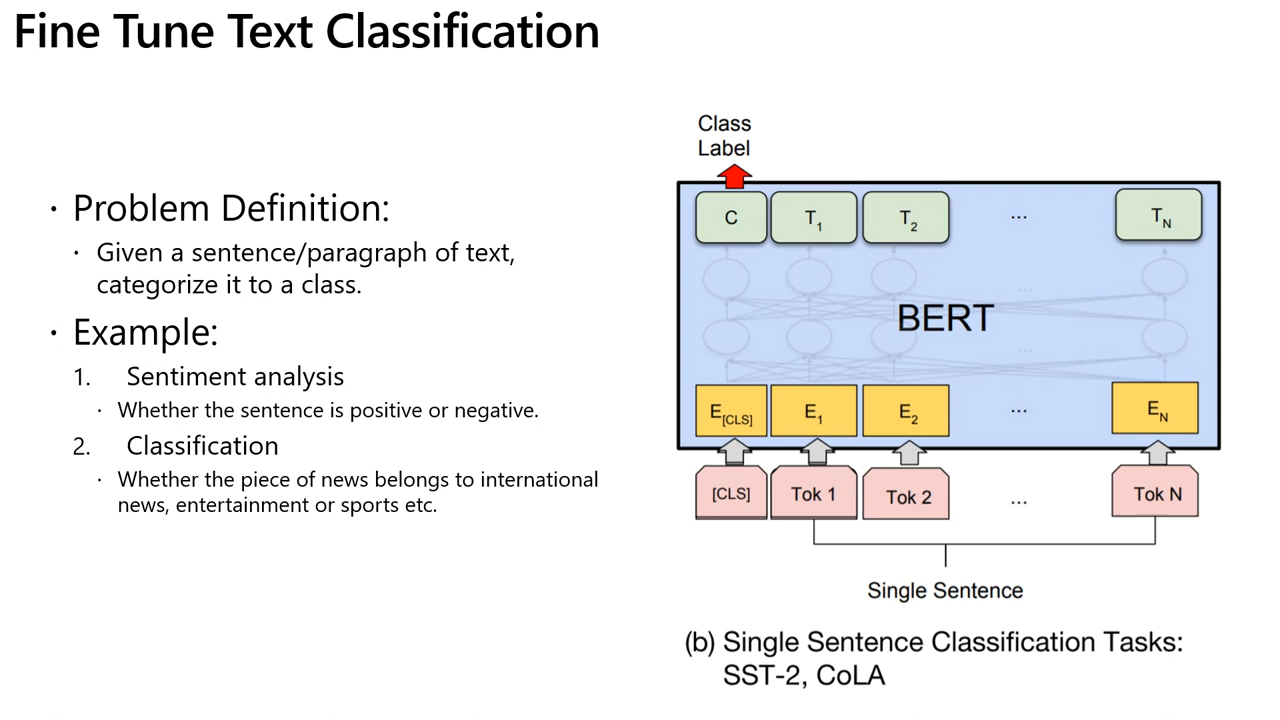 Fine Tune Text Classification
· Problem Definition:
· Given a sentence/paragraph of text,
categorize it to a class.
· Example:
1. Sentiment analysis
· Whether the sentence is positive or negative.
2. Classification
· Whether the piece of news belongs to international
news, entertainment or sports etc.
Class
Label
C T1 T2 ... TN
...
BERT
...
E[CLS] E1 E2 ... EN
[CLS] Tok 1 Tok 2 ... Tok N
Single Sentence
(b) Single Sentence Classification Tasks:
SST-2, CoLA